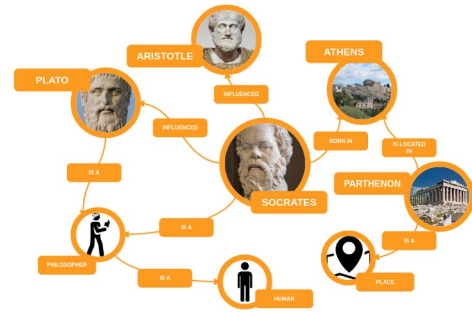 ARISTOTLE
ATHENS
PLATO
INFLUENCED
INFLUENCED
BORN IN
IS LOCATED
IN
IS A
PARTHENON
SOCRATES
IS A
IS A
PHILOSOPHER
IS A
PLACE
HUMAN